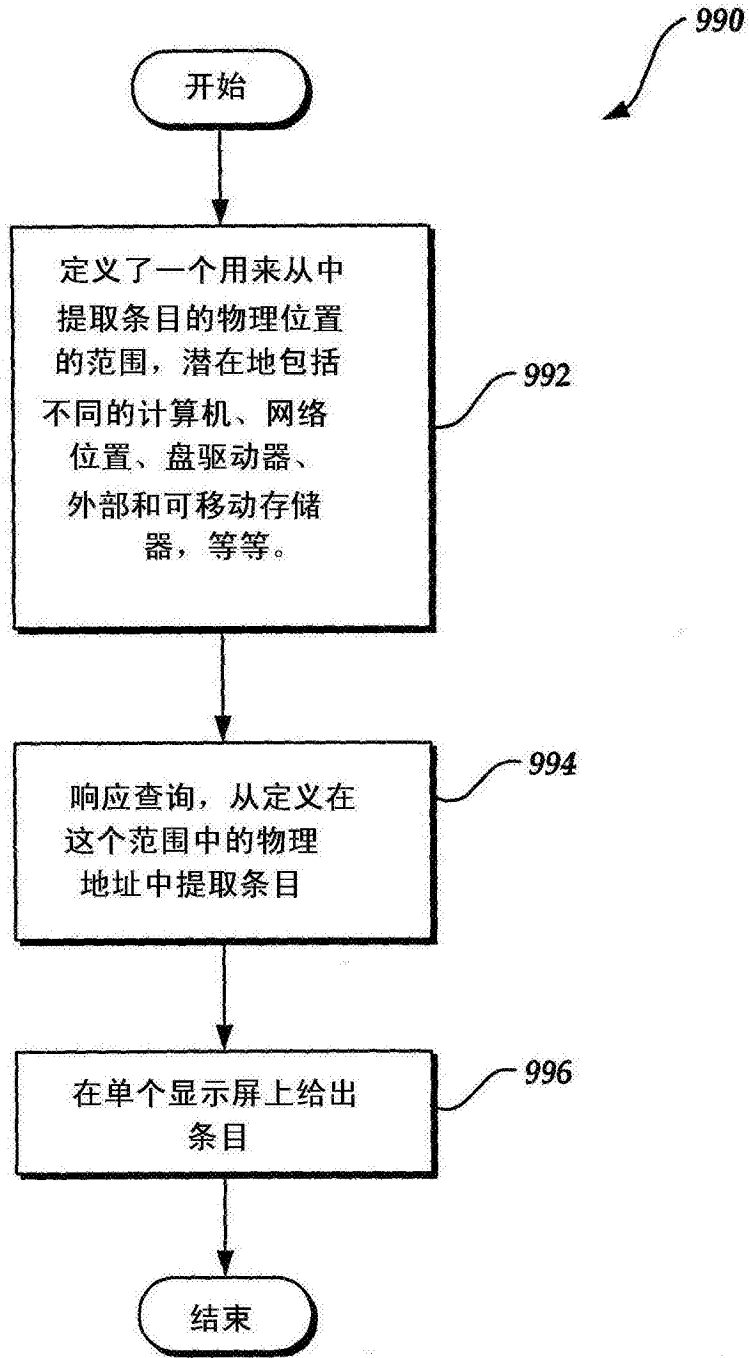 990
开始
定义了一个用来从中
提取条目的物理位置
的范围，潜在地包括
不同的计算机、网络
位置、盘驱动器、
外部和可移动存储
器，等等。
992
响应查询，从定义在
这个范围中的物理
地址中提取条目
994
在单个显示屏上给出
条目
996
结束